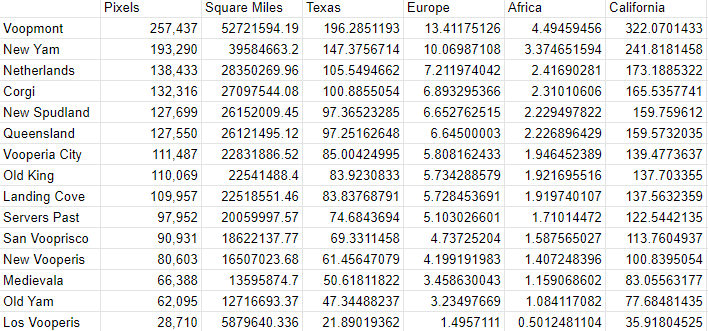 Pixels Square Miles Texas Europe Africa California
Voopmont 257,437 52721594.19 196.2851193 13.41175126 4.49459456 322.0701433
New Yam 193,290 39584663.2 147.3756714 10.06987108 3.374651594 241.8181458
Netherlands 138,433 28350269.96 105.5494662 7.211974042 2.41690281 173.1885322
Corgi 132,316 27097544.08 100.8855054 6.893295366 2.31010606 165.5357741
New Spudland 127,699 26152009.45 97.36523285 6.652762515 2.229497822 159.759612
Queensland 127,550 26121495.12 97.25162648 6.64500003 2.226896429 159.5732035
Vooperia City 111,487 22831886.52 85.00424995 5.808162433 1.946452389 139.4773637
Old King 110,069 22541488.4 83.9230833 5.734288579 1.921695516 137.703355
Landing Cove 109,957 22518551.46 83.83768791 5.728453691 1.919740107 137.5632359
Servers Past 97,952 20059997.57 74.6843694 5.103026601 1.71014472 122.5442135
San Vooprisco 90,931 18622137.77 69.3311458 4.73725204 1.587565027 113.7604937
New Vooperis 80,603 16507023.68 61.45647079 4.199191983 1.407248396 100.8395054
Medievala 66,388 13595874.7 50.61811822 3.458630043 1.159068602 83.05563177
Old Yam 62,095 12716693.37 47.34488237 3.23497669 1.084117082 77.68481435
Los Vooperis 28,710 5879640.336 21.89019362 1.4957111 0.5012481104 35.91804525